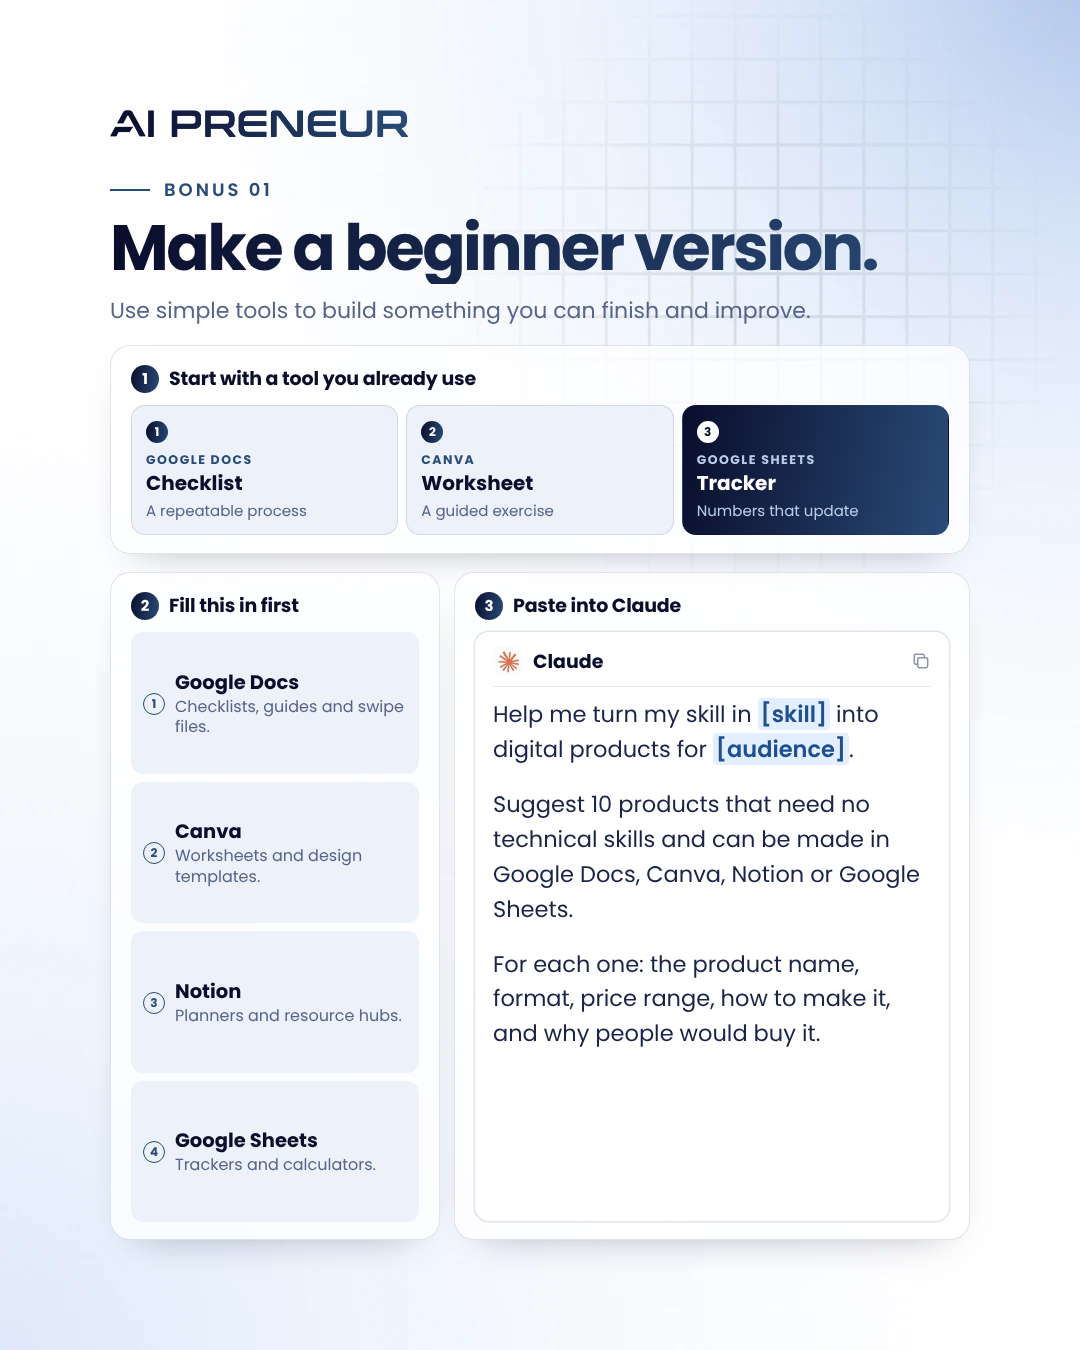 AI PRENEUR
BONUS 01
Make a beginner version.
Use simple tools to build something you can finish and improve.
1 Start with a tool you already use
1
GOOGLE DOCS
Checklist
A repeatable process
2
CANVA
Worksheet
A guided exercise
3
GOOGLE SHEETS
Tracker
Numbers that update
2 Fill this in first
1
Google Docs
Checklists, guides and swipe
files.
2
Canva
Worksheets and design
templates.
3
Notion
Planners and resource hubs.
4
Google Sheets
Trackers and calculators.
3 Paste into Claude
Claude
Help me turn my skill in [skill] into
digital products for [audience].
Suggest 10 products that need no
technical skills and can be made in
Google Docs, Canva, Notion or Google
Sheets.
For each one: the product name,
format, price range, how to make it,
and why people would buy it.